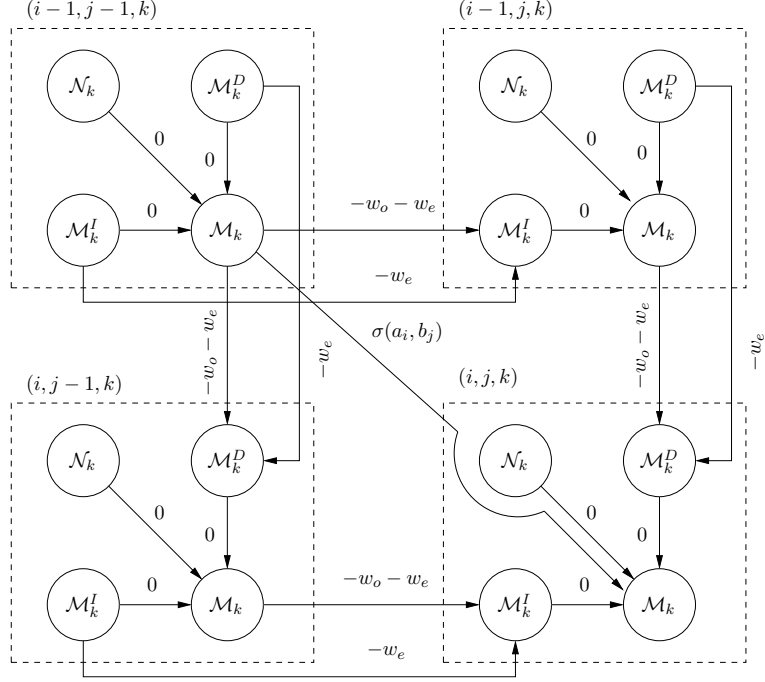 (i − 1, j − 1, k)
(i − 1, j, k)
𝒩_k
ℳ_k^D
𝒩_k
ℳ_k^D
0
0
0
0
ℳ_k^I
0
ℳ_k
−w_o − w_e
ℳ_k^I
0
ℳ_k
−w_e
−w_o − w_e
−w_e
σ(a_i, b_j)
−w_o − w_e
−w_e
(i, j − 1, k)
(i, j, k)
𝒩_k
ℳ_k^D
𝒩_k
ℳ_k^D
0
0
0
0
ℳ_k^I
0
ℳ_k
−w_o − w_e
ℳ_k^I
0
ℳ_k
−w_e